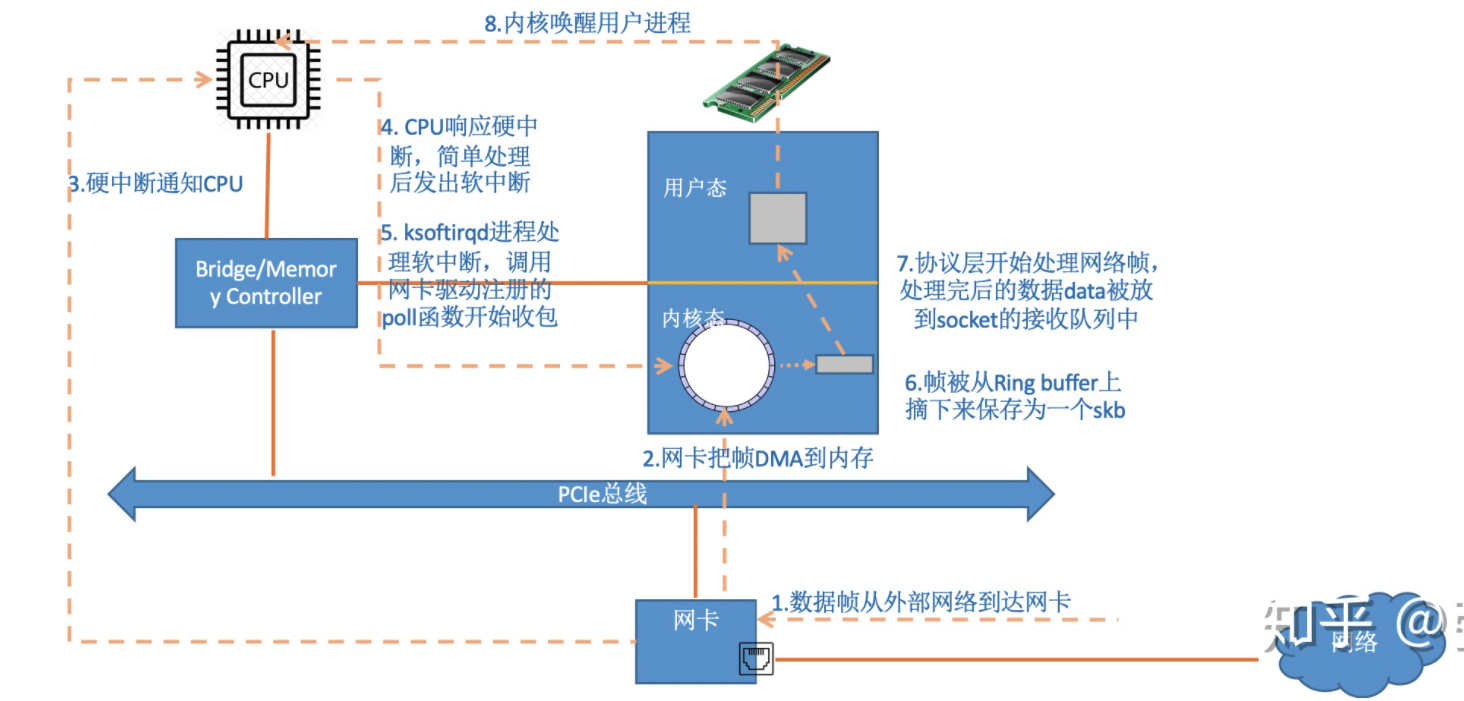 8.内核唤醒用户进程
CPU
4. CPU响应硬中
断，简单处理
后发出软中断
3.硬中断通知CPU
用户态
5. ksoftirqd进程处
理软中断，调用
网卡驱动注册的
poll函数开始收包
Bridge/Memor
y Controller
7.协议层开始处理网络帧，
处理完后的数据data被放
到socket的接收队列中
内核态
6.帧被从Ring buffer上
摘下来保存为一个skb
2.网卡把帧DMA到内存
PCIe总线
1.数据帧从外部网络到达网卡
网卡
知乎 @
网络